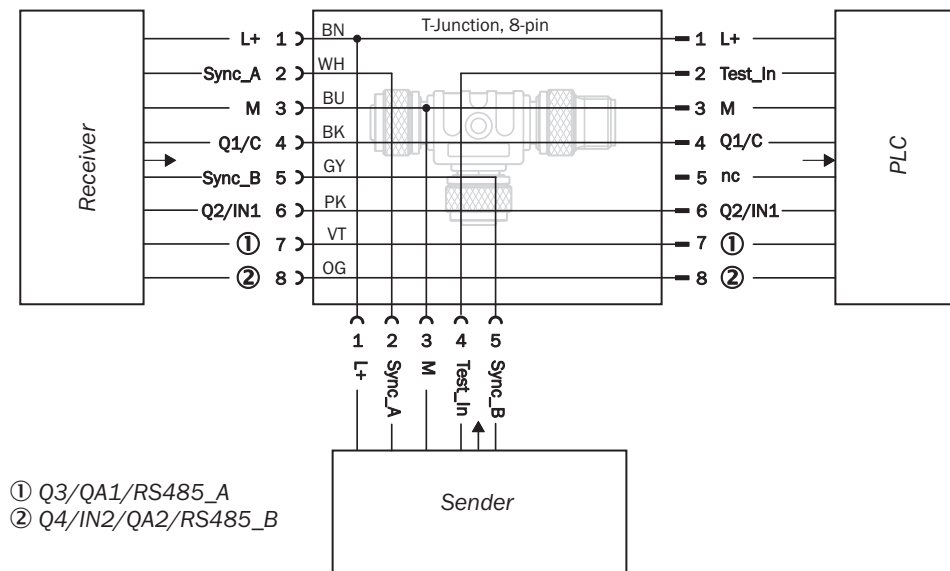 T-Junction, 8-pin
L+ 1 BN 1 L+
Sync_A 2 WH 2 Test_In
M 3 BU 3 M
Q1/C 4 BK 4 Q1/C
Sync_B 5 GY 5 nc
Q2/IN1 6 PK 6 Q2/IN1
① 7 VT 7 ①
② 8 OG 8 ②
Receiver
PLC
1 2 3 4 5
L+ Sync_A M Test_In Sync_B
Sender
① Q3/QA1/RS485_A
② Q4/IN2/QA2/RS485_B